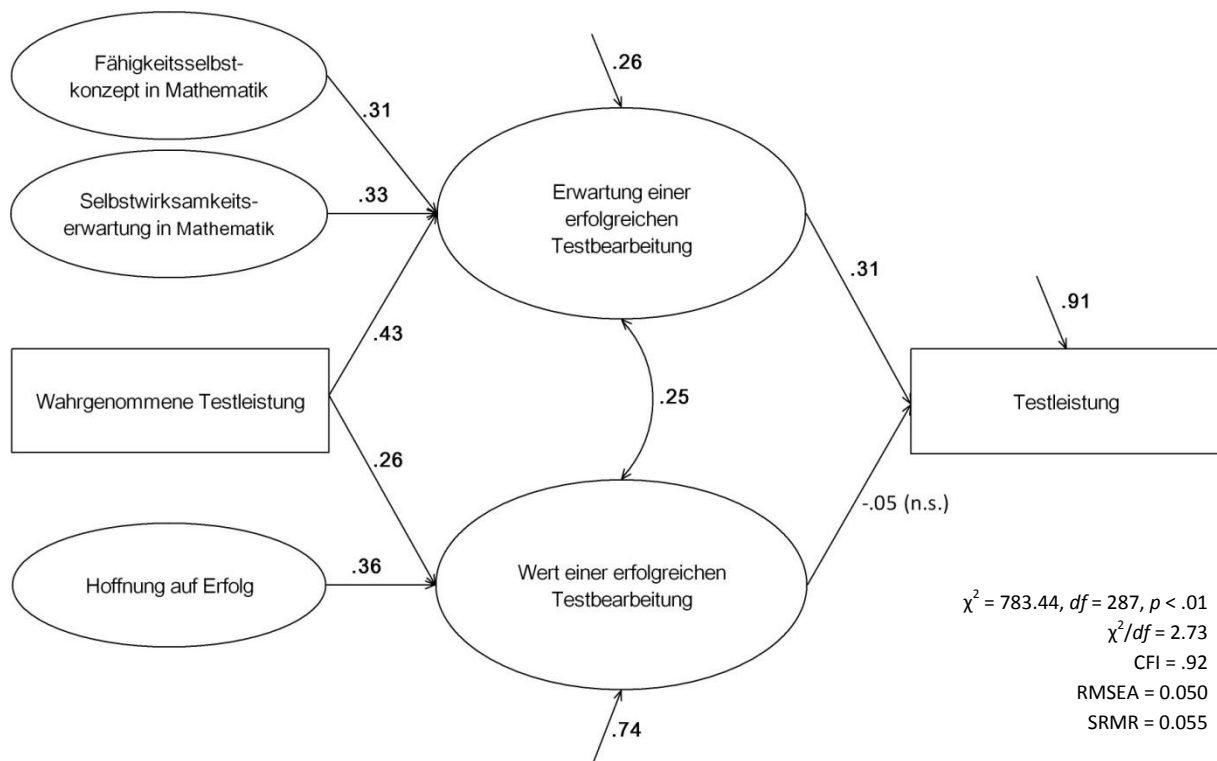 Fähigkeitsselbst-
konzept in Mathematik
.31
.26
Selbstwirksamkeits-
erwartung in Mathematik
.33
Erwartung einer
erfolgreichen
Testbearbeitung
.31
.91
Wahrgenommene Testleistung
.43
.26
.25
Testleistung
Hoffnung auf Erfolg
.36
Wert einer erfolgreichen
Testbearbeitung
-.05 (n.s.)
.74
χ² = 783.44, df = 287, p < .01
χ²/df = 2.73
CFI = .92
RMSEA = 0.050
SRMR = 0.055